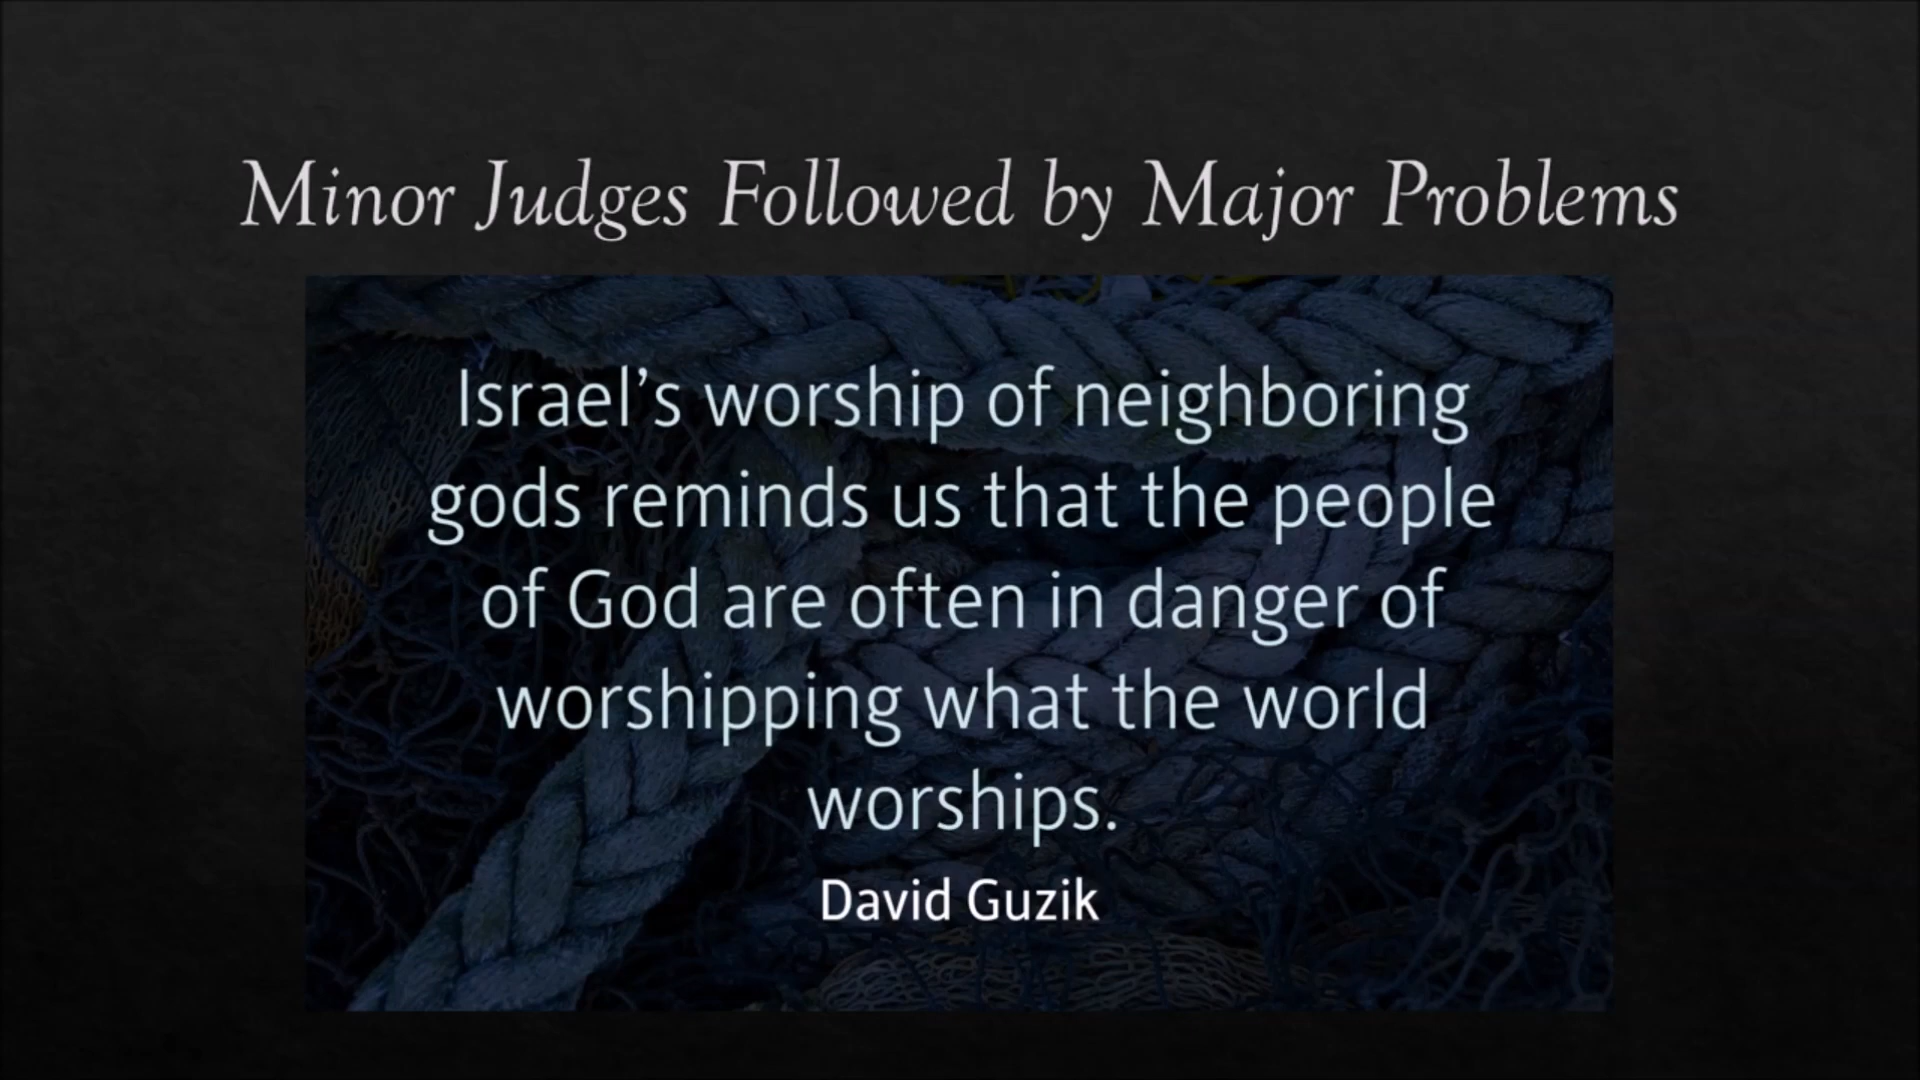 Minor Judges Followed by Major Problems
Israel’s worship of neighboring
gods reminds us that the people
of God are often in danger of
worshipping what the world
worships.
David Guzik